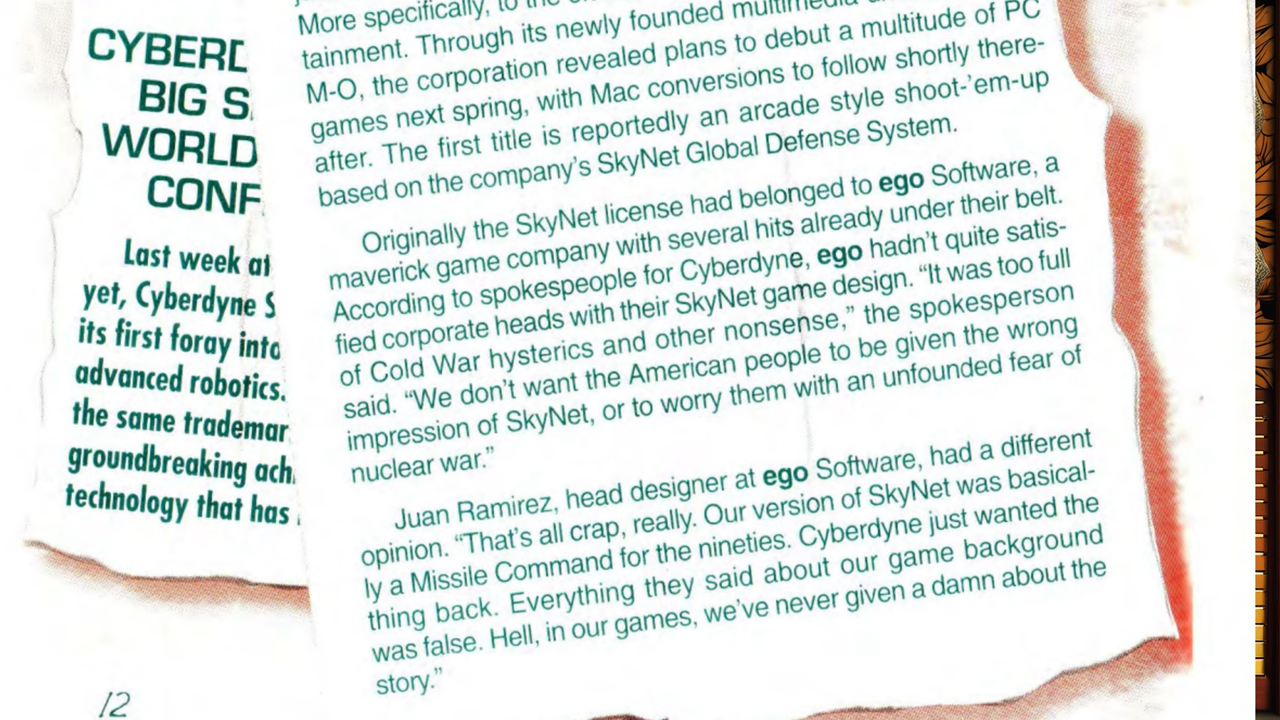 CYBERD
BIG S
WORLD
CONF
Last week at
yet, Cyberdyne S
its first foray into
advanced robotics.
the same trademar
groundbreaking ach
technology that has
More specifically, to the
tainment. Through its newly founded multimedia
M-O, the corporation revealed plans to debut a multitude of PC
games next spring, with Mac conversions to follow shortly there-
after. The first title is reportedly an arcade style shoot-'em-up
based on the company's SkyNet Global Defense System.
Originally the SkyNet license had belonged to ego Software, a
maverick game company with several hits already under their belt.
According to spokespeople for Cyberdyne, ego hadn't quite satis-
fied corporate heads with their SkyNet game design. “It was too full
of Cold War hysterics and other nonsense,” the spokesperson
said. “We don't want the American people to be given the wrong
impression of SkyNet, or to worry them with an unfounded fear of
nuclear war.”
Juan Ramirez, head designer at ego Software, had a different
opinion. “That's all crap, really. Our version of SkyNet was basical-
ly a Missile Command for the nineties. Cyberdyne just wanted the
thing back. Everything they said about our game background
was false. Hell, in our games, we've never given a damn about the
story.”
12